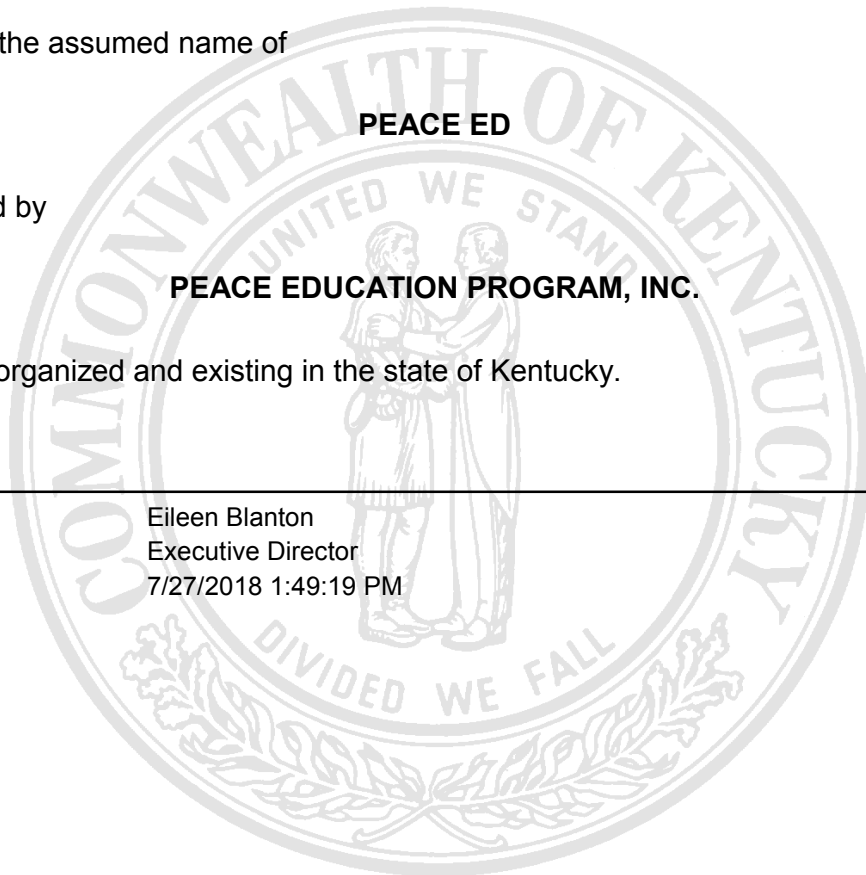 the assumed name of
PEACE ED
d by
PEACE EDUCATION PROGRAM, INC.
organized and existing in the state of Kentucky.
Eileen Blanton
Executive Director
7/27/2018 1:49:19 PM
COMMONWEALTH OF KENTUCKY
UNITED WE STAND
DIVIDED WE FALL